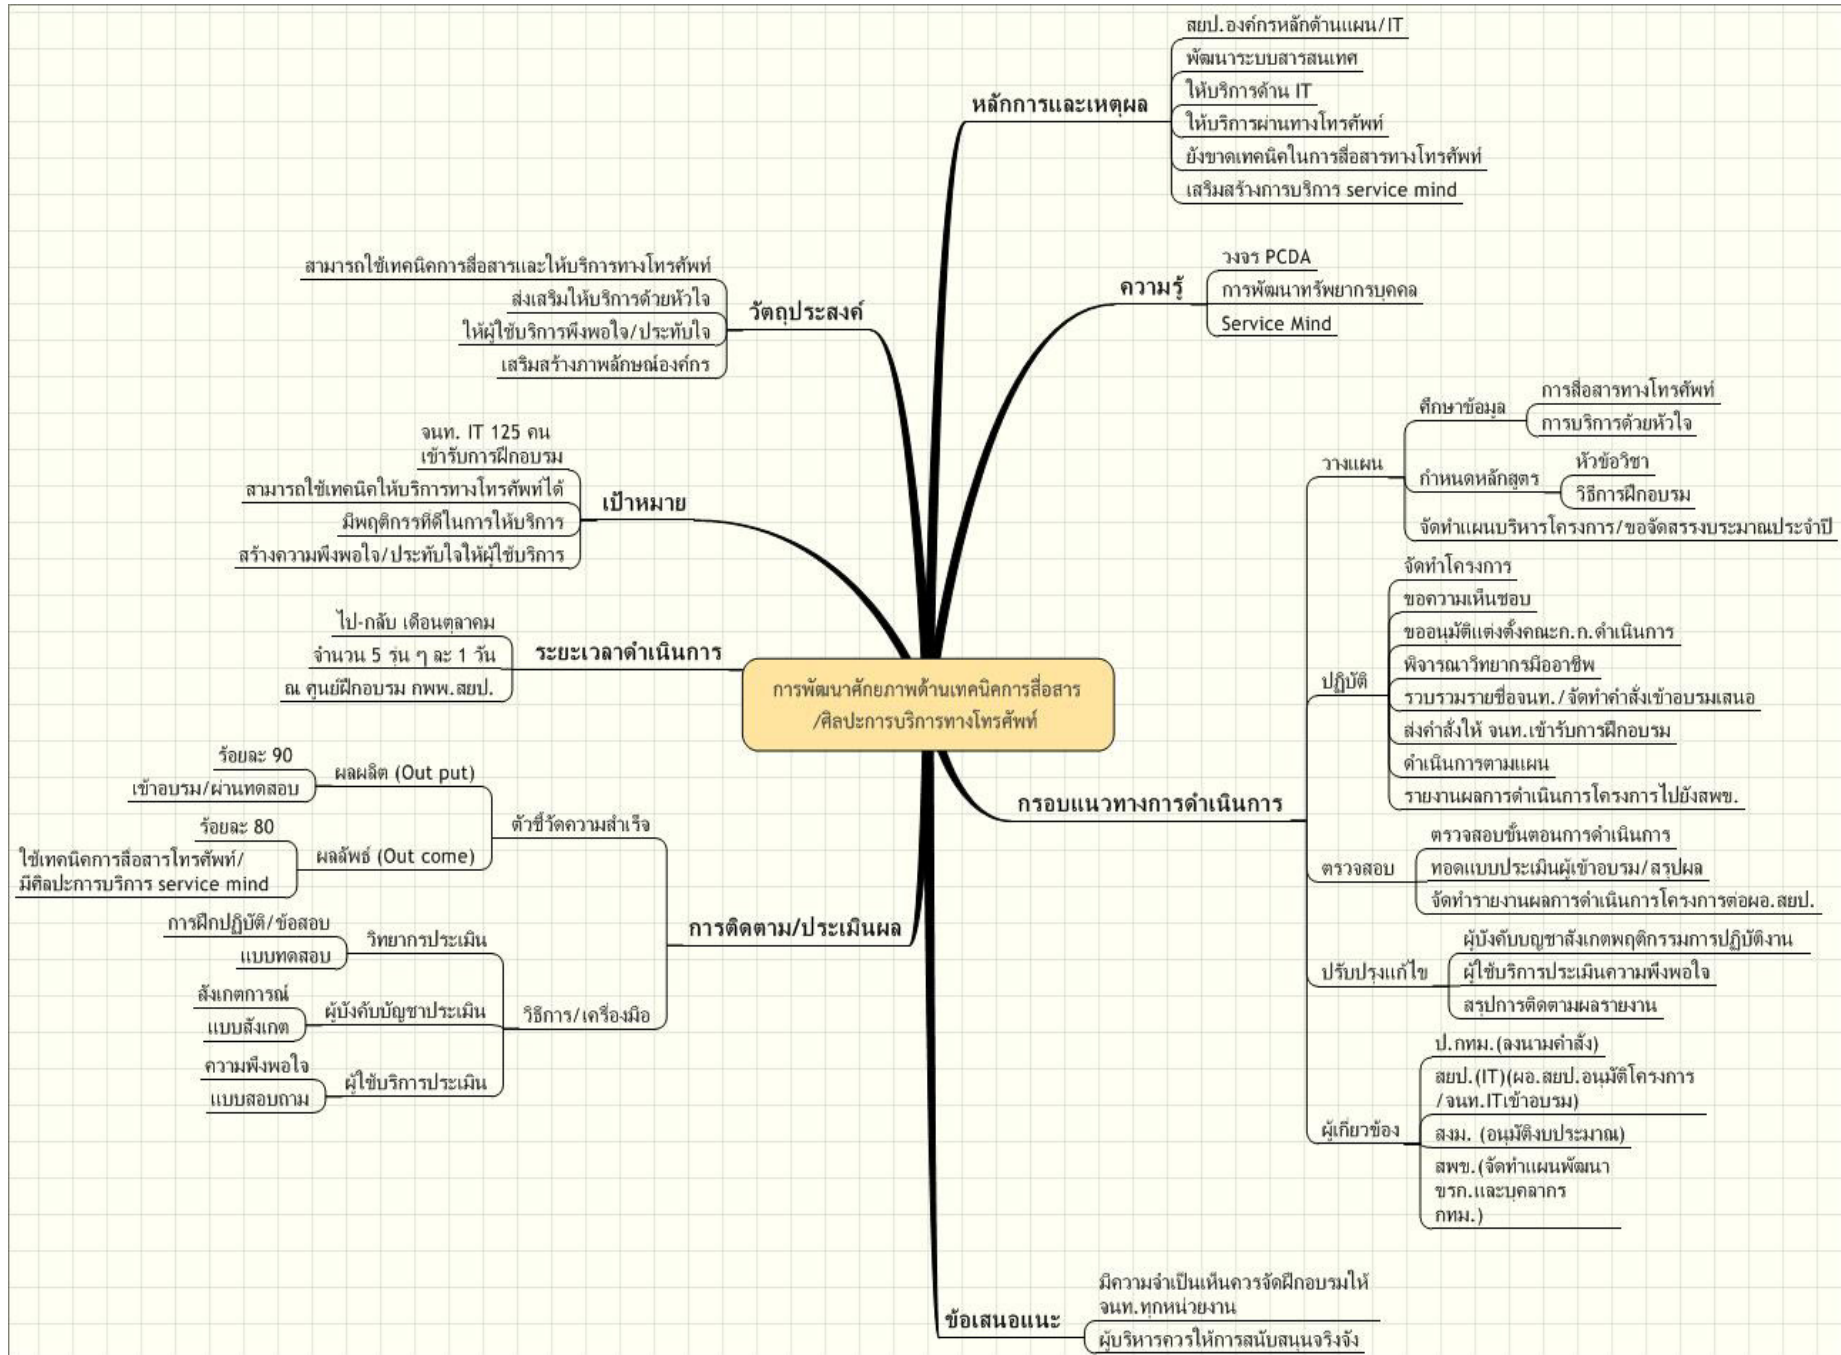 การพัฒนาศักยภาพด้านเทคนิคการสื่อสาร
/ศิลปะการบริการทางโทรศัพท์
หลักการและเหตุผล
สยป.องค์กรหลักด้านแผน/IT
พัฒนาระบบสารสนเทศ
ให้บริการด้าน IT
ให้บริการผ่านทางโทรศัพท์
ยังขาดเทคนิคในการสื่อสารทางโทรศัพท์
เสริมสร้างการบริการ service mind
ความรู้
วงจร PCDA
การพัฒนาทรัพยากรบุคคล
Service Mind
กรอบแนวทางการดำเนินการ
วางแผน
ศึกษาข้อมูล
การสื่อสารทางโทรศัพท์
การบริการด้วยหัวใจ
กำหนดหลักสูตร
หัวข้อวิชา
วิธีการฝึกอบรม
จัดทำแผนบริหารโครงการ/ขอจัดสรรงบระมาณประจำปี
ปฏิบัติ
จัดทำโครงการ
ขอความเห็นชอบ
ขออนุมัติแต่งตั้งคณะก.ก.ดำเนินการ
พิจารณาวิทยากรมืออาชีพ
รวบรวมรายชื่อจนท./จัดทำคำสั่งเข้าอบรมเสนอ
ส่งคำสั่งให้ จนท.เข้ารับการฝึกอบรม
ดำเนินการตามแผน
รายงานผลการดำเนินการโครงการไปยังสพข.
ตรวจสอบ
ตรวจสอบขั้นตอนการดำเนินการ
ทอดแบบประเมินผู้เข้าอบรม/สรุปผล
จัดทำรายงานผลการดำเนินการโครงการต่อผอ.สยป.
ปรับปรุงแก้ไข
ผู้บังคับบญชาสังเกตพฤติกรรมการปฏิบัติงาน
ผู้ใช้บริการประเมินความพึงพอใจ
สรุปการติดตามผลรายงาน
ผู้เกี่ยวข้อง
ป.กทม.(ลงนามคำสั่ง)
สยป.(IT)(ผอ.สยป.อนุมัติโครงการ
/จนท.ITเข้าอบรม)
สงม. (อนุมัติงบประมาณ)
สพข.(จัดทำแผนพัฒนา
ขรก.และบุคลากร
กทม.)
ข้อเสนอแนะ
มีความจำเป็นเห็นควรจัดฝึกอบรมให้
จนท.ทุกหน่วยงาน
ผู้บริหารควรให้การสนับสนุนจริงจัง
วัตถุประสงค์
สามารถใช้เทคนิคการสื่อสารและให้บริการทางโทรศัพท์
ส่งเสริมให้บริการด้วยหัวใจ
ให้ผู้ใช้บริการพึงพอใจ/ประทับใจ
เสริมสร้างภาพลักษณ์องค์กร
เป้าหมาย
จนท. IT 125 คน
เข้ารับการฝึกอบรม
สามารถใช้เทคนิคให้บริการทางโทรศัพท์ได้
มีพฤติกรรที่ดีในการให้บริการ
สร้างความพึงพอใจ/ประทับใจให้ผู้ใช้บริการ
ระยะเวลาดำเนินการ
ไป-กลับ เดือนตุลาคม
จำนวน 5 รุ่น ๆ ละ 1 วัน
ณ ศูนย์ฝึกอบรม กพพ.สยป.
การติดตาม/ประเมินผล
ตัวชี้วัดความสำเร็จ
ผลผลิต (Out put)
ร้อยละ 90
เข้าอบรม/ผ่านทดสอบ
ผลลัพธ์ (Out come)
ร้อยละ 80
ใช้เทคนิคการสื่อสารโทรศัพท์/
มีศิลปะการบริการ service mind
วิธีการ/เครื่องมือ
วิทยากรประเมิน
การฝึกปฏิบัติ/ข้อสอบ
แบบทดสอบ
ผู้บังคับบัญชาประเมิน
สังเกตการณ์
แบบสังเกต
ผู้ใช้บริการประเมิน
ความพึงพอใจ
แบบสอบถาม